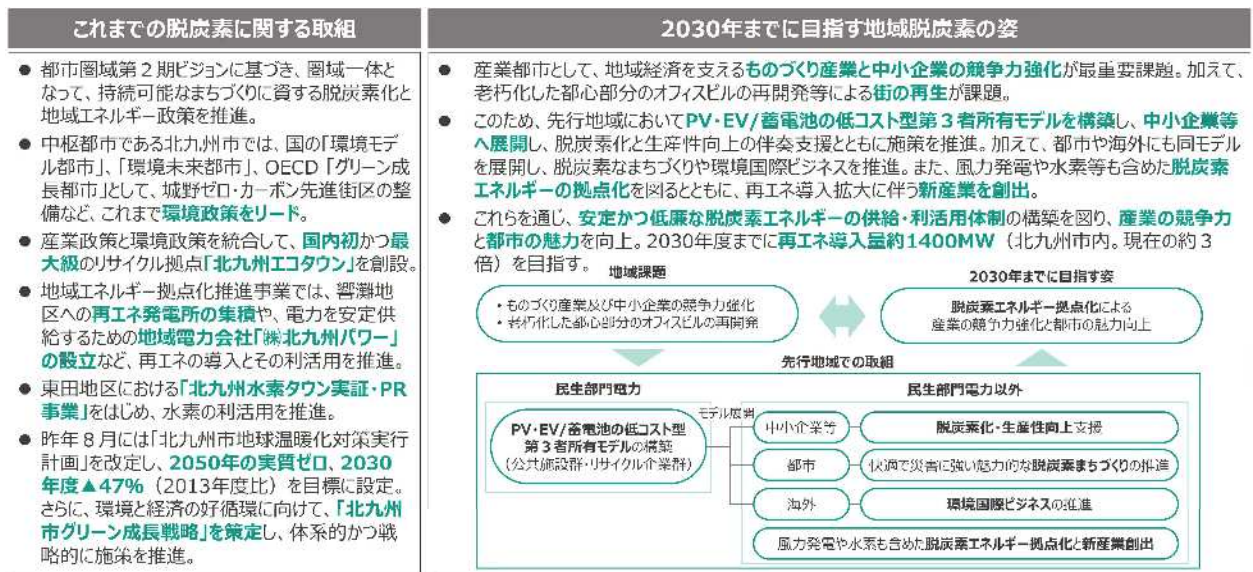 これまでの脱炭素に関する取組
● 都市圏域第2期ビジョンに基づき、圏域一体と
なって、持続可能なまちづくりに資する脱炭素化と
地域エネルギー政策を推進。
● 中枢都市である北九州市では、国の「環境モデ
ル都市」、「環境未来都市」、OECD「グリーン成
長都市」として、城野ゼロ・カーボン先進街区の整
備など、これまで環境政策をリード。
● 産業政策と環境政策を統合して、国内初かつ最
大級のリサイクル拠点「北九州エコタウン」を創設。
● 地域エネルギー拠点化推進事業では、響灘地
区への再エネ発電所の集積や、電力を安定供
給するための地域電力会社「㈱北九州パワー」
の設立など、再エネの導入とその利活用を推進。
● 東田地区における「北九州水素タウン実証・PR
事業」をはじめ、水素の利活用を推進。
● 昨年8月には「北九州市地球温暖化対策実行
計画」を改定し、2050年の実質ゼロ、2030
年度▲47%(2013年度比)を目標に設定。
さらに、環境と経済の好循環に向けて、「北九州
市グリーン成長戦略」を策定し、体系的かつ戦
略的に施策を推進。
2030年までに目指す地域脱炭素の姿
● 産業都市として、地域経済を支えるものづくり産業と中小企業の競争力強化が最重要課題。加えて、
老朽化した都心部分のオフィスビルの再開発等による街の再生が課題。
● このため、先行地域においてPV・EV/蓄電池の低コスト型第3者所有モデルを構築し、中小企業等
へ展開し、脱炭素化と生産性向上の伴奏支援とともに施策を推進。加えて、都市や海外にも同モデル
を展開し、脱炭素なまちづくりや環境国際ビジネスを推進。また、風力発電や水素等も含めた脱炭素
エネルギーの拠点化を図るとともに、再エネ導入拡大に伴う新産業を創出。
● これらを通じ、安定かつ低廉な脱炭素エネルギーの供給・利活用体制の構築を図り、産業の競争力
と都市の魅力を向上。2030年度までに再エネ導入量約1400MW(北九州市内。現在の約3
倍)を目指す。
地域課題
・ものづくり産業及び中小企業の競争力強化
・老朽化した都心部分のオフィスビルの再開発
2030年までに目指す姿
脱炭素エネルギー拠点化による
産業の競争力強化と都市の魅力向上
先行地域での取組
民生部門電力
PV・EV/蓄電池の低コスト型
第3者所有モデルの構築
(公共施設群・リサイクル企業群)
モデル展開
民生部門電力以外
中小企業等
脱炭素化・生産性向上支援
都市
快適で災害に強い魅力的な脱炭素まちづくりの推進
海外
環境国際ビジネスの推進
風力発電や水素も含めた脱炭素エネルギー拠点化と新産業創出